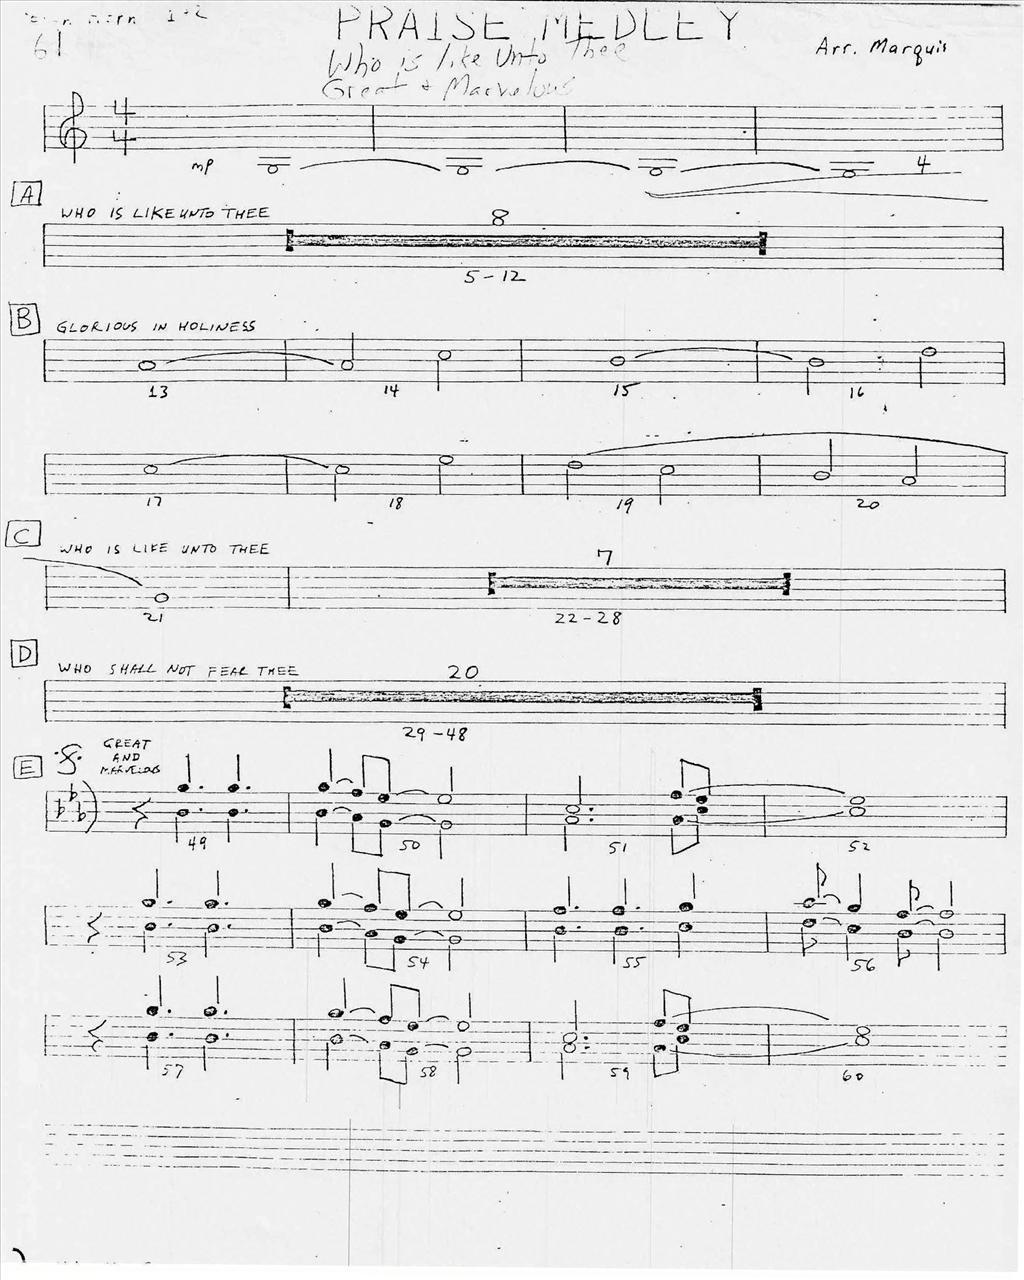 1+2
61
PRAISE MEDLEY
Who is like Unto Thee
Great + Marvelous
Arr. Marquis
4
4
mp
4
A
WHO IS LIKE UNTO THEE
8
5-12
B
GLORIOUS IN HOLINESS
13 14 15 16
17 18 19 20
C
WHO IS LIKE UNTO THEE
7
21 22-28
D
WHO SHALL NOT FEAR THEE
20
29-48
E
GREAT
AND
MARVELOUS
49 50 51 52
53 54 55 56
57 58 59 60